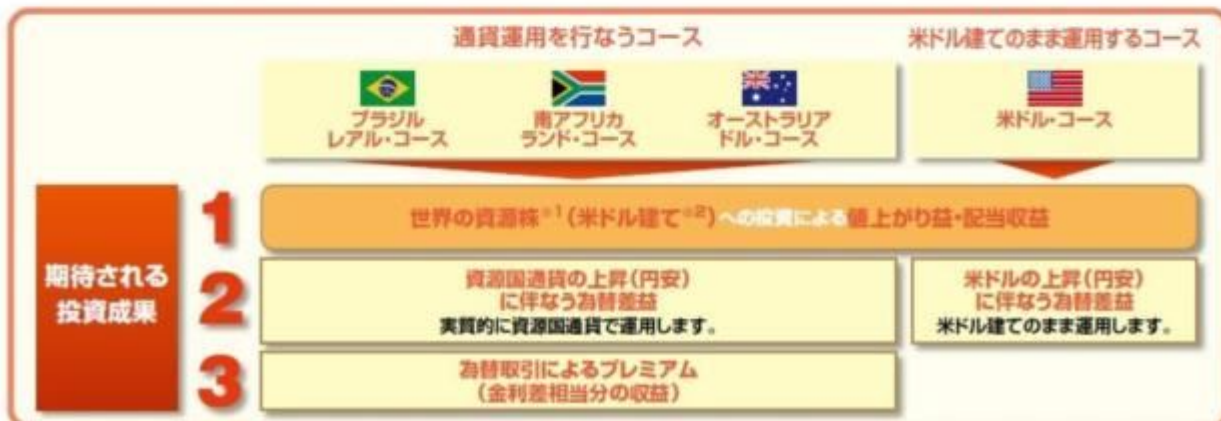 通貨運用を行なうコース
米ドル建てのまま運用するコース
ブラジル
レアル・コース
南アフリカ
ランド・コース
オーストラリア
ドル・コース
米ドル・コース
期待される
投資成果
1
世界の資源株※1(米ドル建て※2)への投資による値上がり益・配当収益
2
資源国通貨の上昇(円安)
に伴なう為替差益
実質的に資源国通貨で運用します。
米ドルの上昇(円安)
に伴なう為替差益
米ドル建てのまま運用します。
3
為替取引によるプレミアム
(金利差相当分の収益)